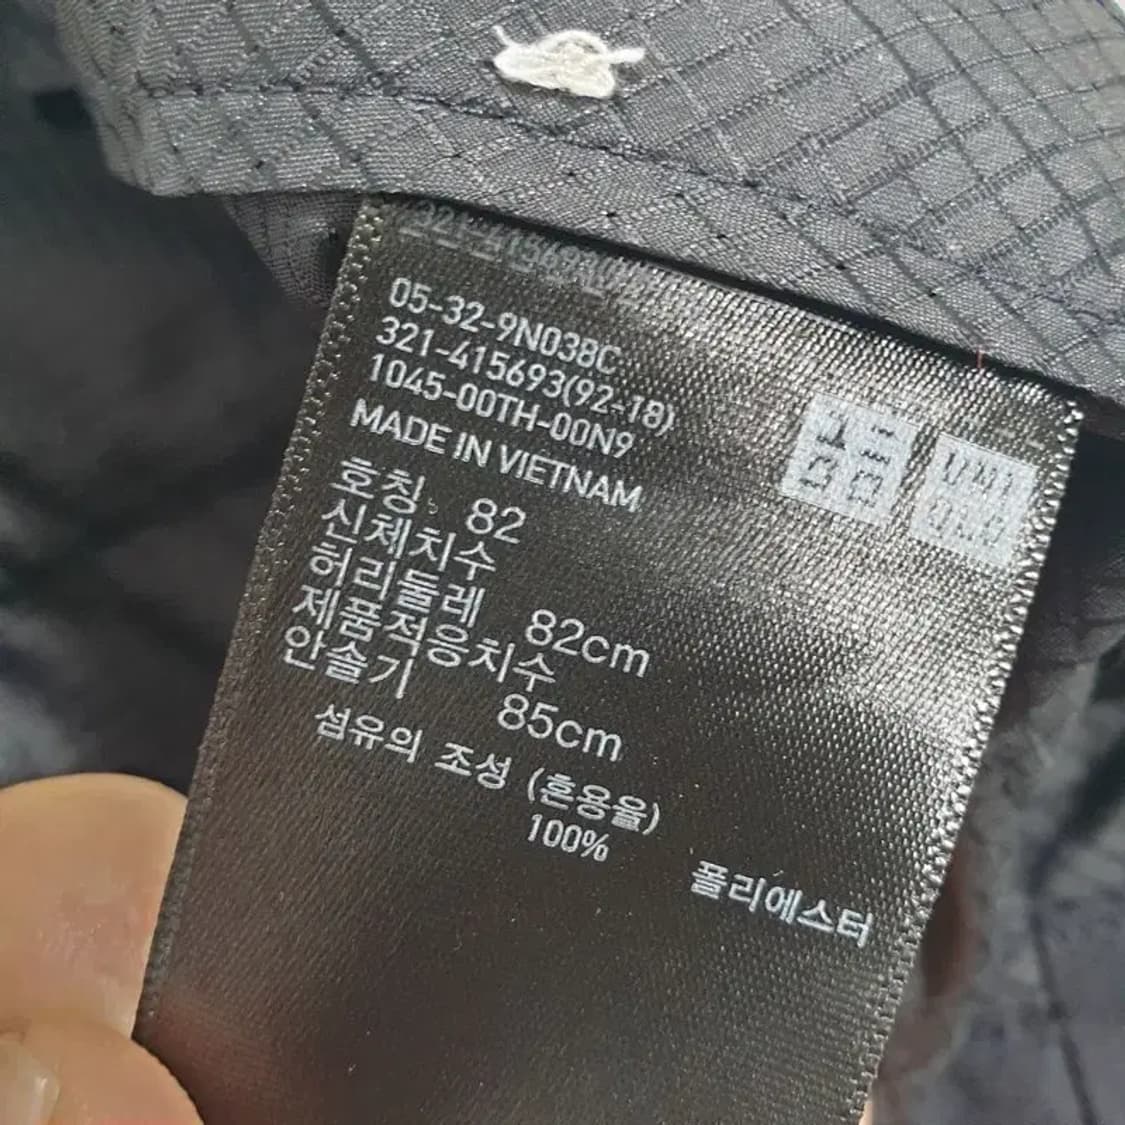 05-32-9N038C
321-415693(92-18)
1045-00TH-00N9
MADE IN VIETNAM
호칭 82
신체치수
허리둘레 82cm
제품적응치수
안슬기 85cm
섬유의 조성 (혼용율)
100%
폴리에스터